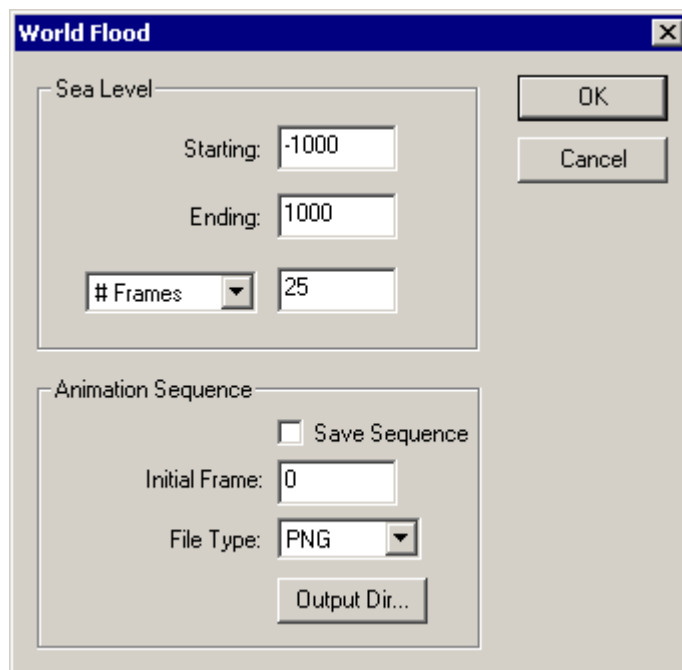 World Flood
Sea Level
OK
Starting: -1000
Cancel
Ending: 1000
# Frames 25
Animation Sequence
Save Sequence
Initial Frame: 0
File Type: PNG
Output Dir...